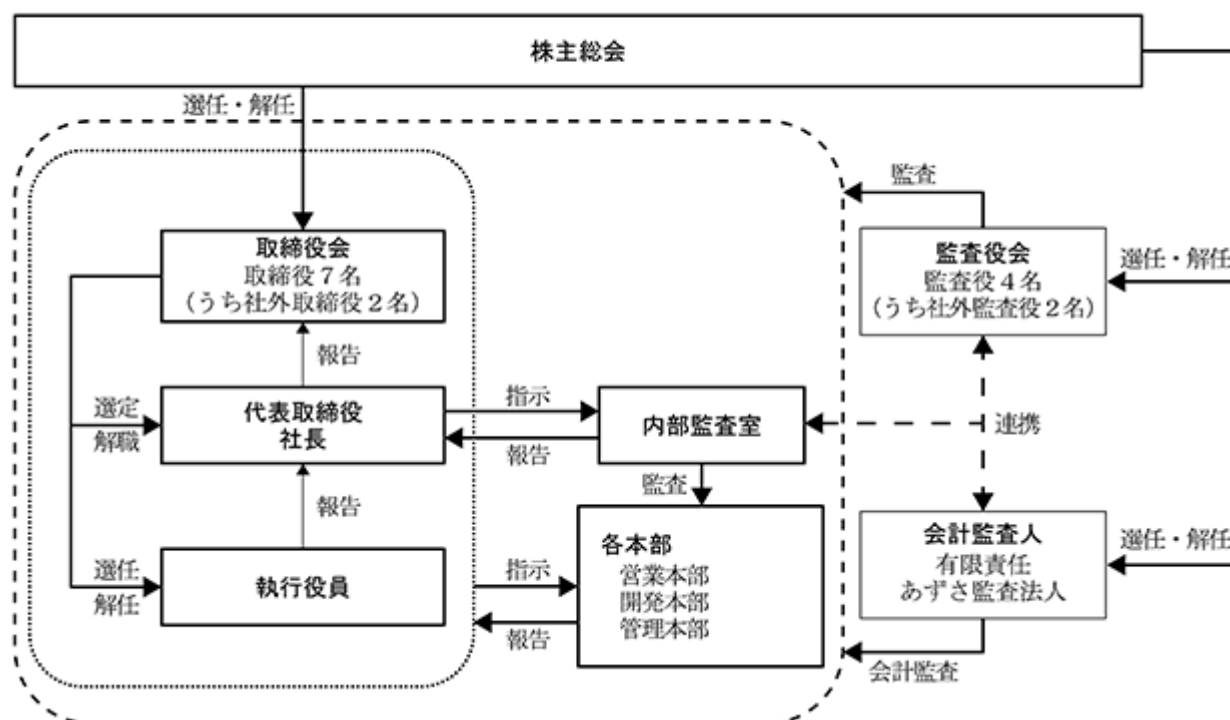 株主総会
選任・解任
取締役会
取締役７名
（うち社外取締役２名）
報告
選定
解職
代表取締役
社長
報告
選任
解任
執行役員
指示
報告
内部監査室
監査
指示
報告
各本部
営業本部
開発本部
管理本部
監査
監査役会
監査役４名
（うち社外監査役２名）
選任・解任
連携
会計監査人
有限責任
あずさ監査法人
選任・解任
会計監査